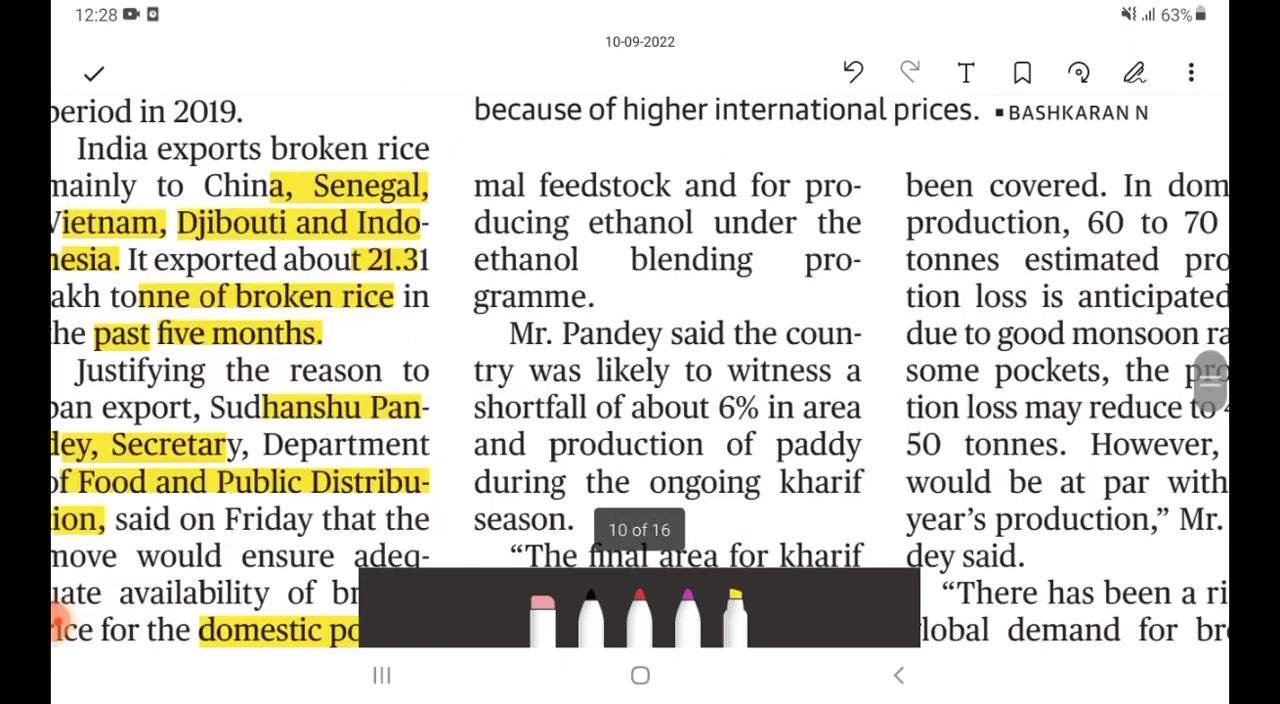 12:28
63%
10-09-2022
period in 2019.
India exports broken rice
mainly to China, Senegal,
Vietnam, Djibouti and Indo-
nesia. It exported about 21.31
lakh tonne of broken rice in
the past five months.
Justifying the reason to
ban export, Sudhanshu Pan-
dey, Secretary, Department
of Food and Public Distribu-
tion, said on Friday that the
move would ensure adeq-
uate availability of br
rice for the domestic po
because of higher international prices. ▪ BASHKARAN N
mal feedstock and for pro-
ducing ethanol under the
ethanol blending pro-
gramme.
Mr. Pandey said the coun-
try was likely to witness a
shortfall of about 6% in area
and production of paddy
during the ongoing kharif
season.
"The final area for kharif
10 of 16
been covered. In dom
production, 60 to 70
tonnes estimated pro
tion loss is anticipated
due to good monsoon ra
some pockets, the pro
tion loss may reduce to
50 tonnes. However,
would be at par with
year's production," Mr.
dey said.
"There has been a ri
global demand for bro